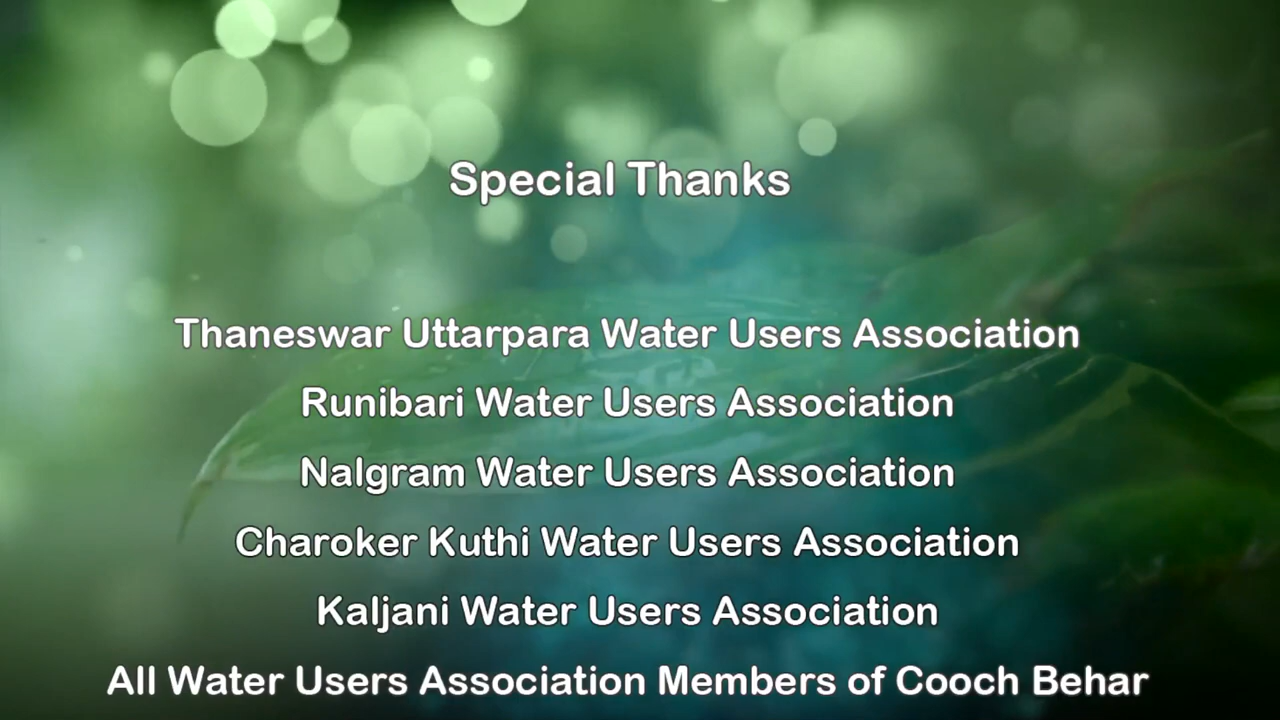 Special Thanks
Thaneswar Uttarpara Water Users Association
Runibari Water Users Association
Nalgram Water Users Association
Charoker Kuthi Water Users Association
Kaljani Water Users Association
All Water Users Association Members of Cooch Behar